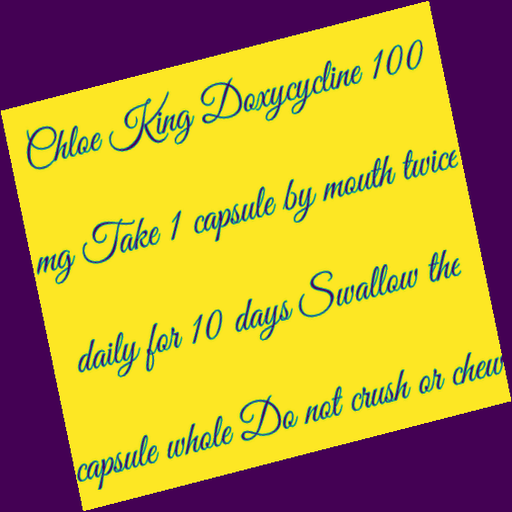 Chloe King Doxycycline 100
mg Take 1 capsule by mouth twice
daily for 10 days Swallow the
capsule whole Do not crush or chew